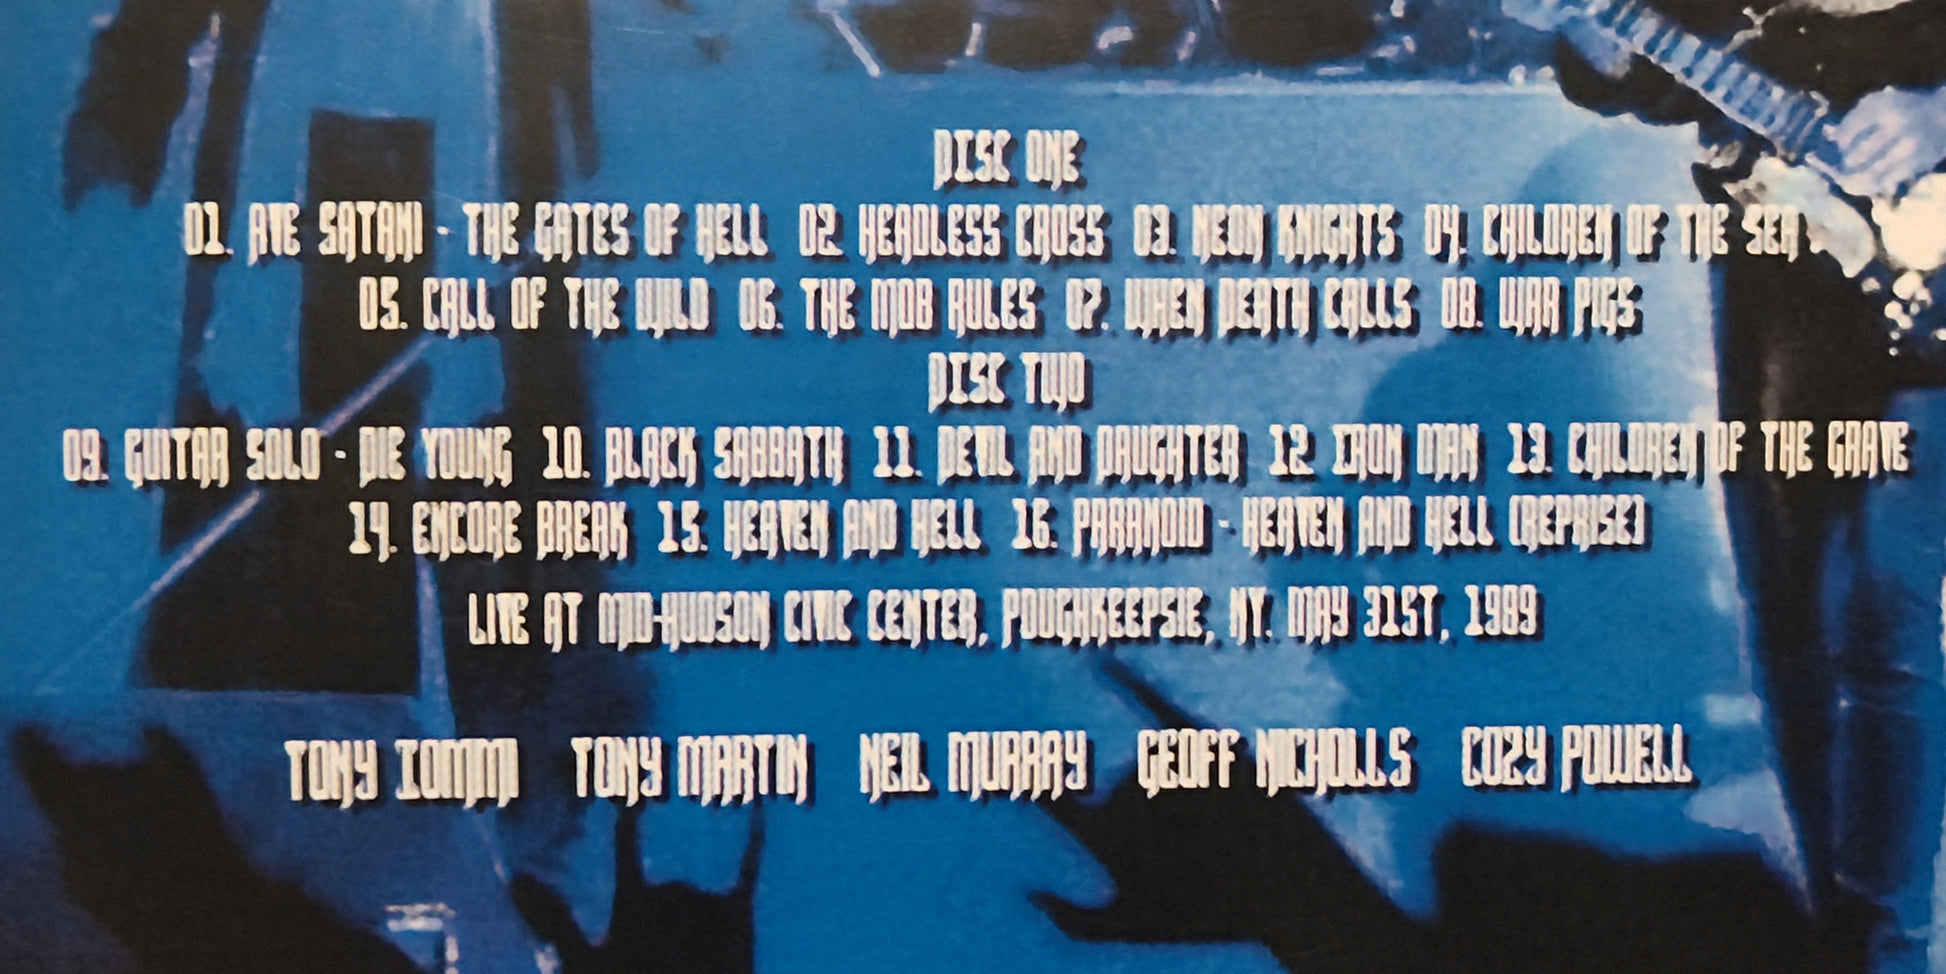 DISC ONE
01. AVE SATANI - THE GATES OF HELL 02. HEADLESS CROSS 03. NEON KNIGHTS 04. CHILDREN OF THE SEA
05. CALL OF THE WILD 06. THE MOB RULES 07. WHEN DEATH CALLS 08. WAR PIGS
DISC TWO
09. GUITAR SOLO - DIE YOUNG 10. BLACK SABBATH 11. DEVIL AND DAUGHTER 12. IRON MAN 13. CHILDREN OF THE GRAVE
14. ENCORE BREAK 15. HEAVEN AND HELL 16. PARANOID - HEAVEN AND HELL (REPRISE)
LIVE AT MID-HUDSON CIVIC CENTER, POUGHKEEPSIE, NY. MAY 31ST, 1989
TONY IOMMI TONY MARTIN NEIL MURRAY GEOFF NICHOLLS COZY POWELL